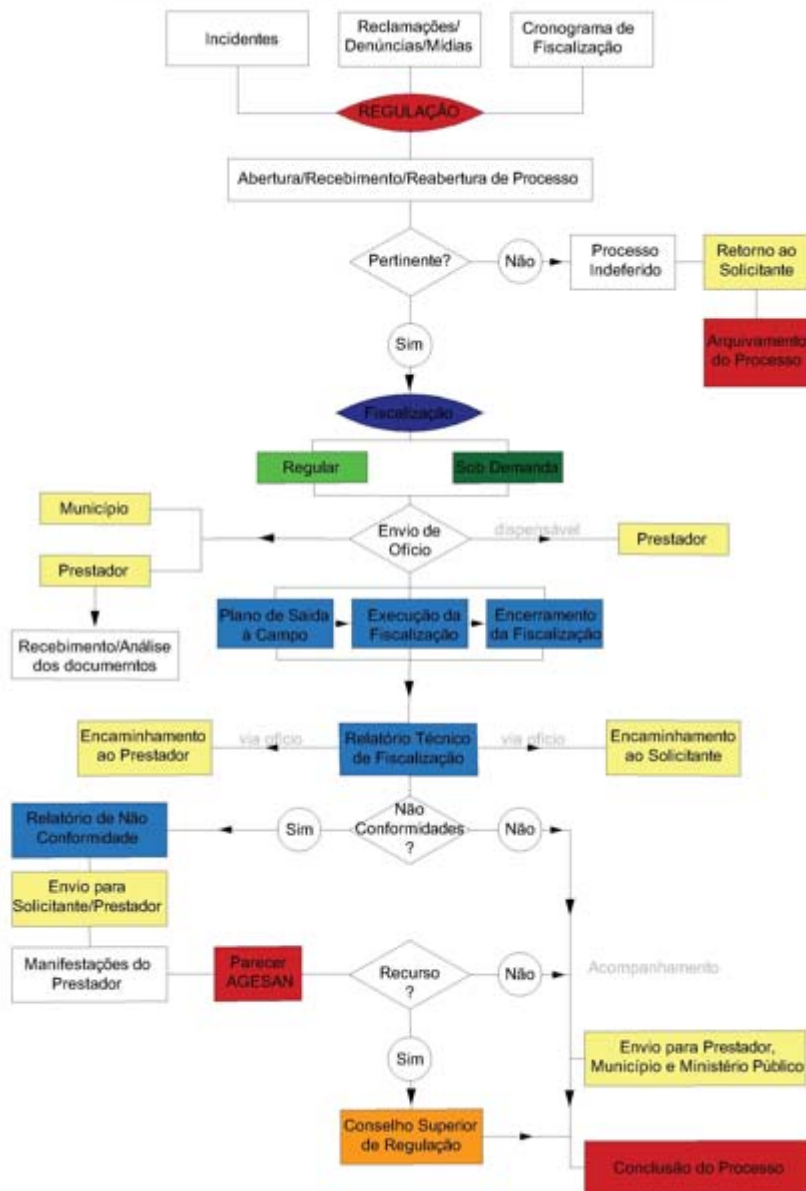 Incidentes
Reclamações/
Denúncias/Mídias
Cronograma de
Fiscalização
REGULAÇÃO
Abertura/Recebimento/Reabertura de Processo
Pertinente?
Não
Processo
Indeferido
Retorno ao
Solicitante
Sim
Arquivamento
do Processo
Fiscalização
Regular
Sob Demanda
Município
Prestador
Envio de
Ofício
dispensável
Prestador
Recebimento/Análise
dos documerntos
Plano de Saída
à Campo
Execução da
Fiscalização
Encerramento
da Fiscalização
Encaminhamento
ao Prestador
via ofício
Relatório Técnico
de Fiscalização
via ofício
Encaminhamento
ao Solicitante
Relatório de Não
Conformidade
Sim
Não
Conformidades
?
Não
Envio para
Solicitante/Prestador
Manifestações do
Prestador
Parecer
AGESAN
Recurso
?
Não
Acompanhamento
Sim
Envio para Prestador,
Município e Ministério Público
Conselho Superior
de Regulação
Conclusão do Processo